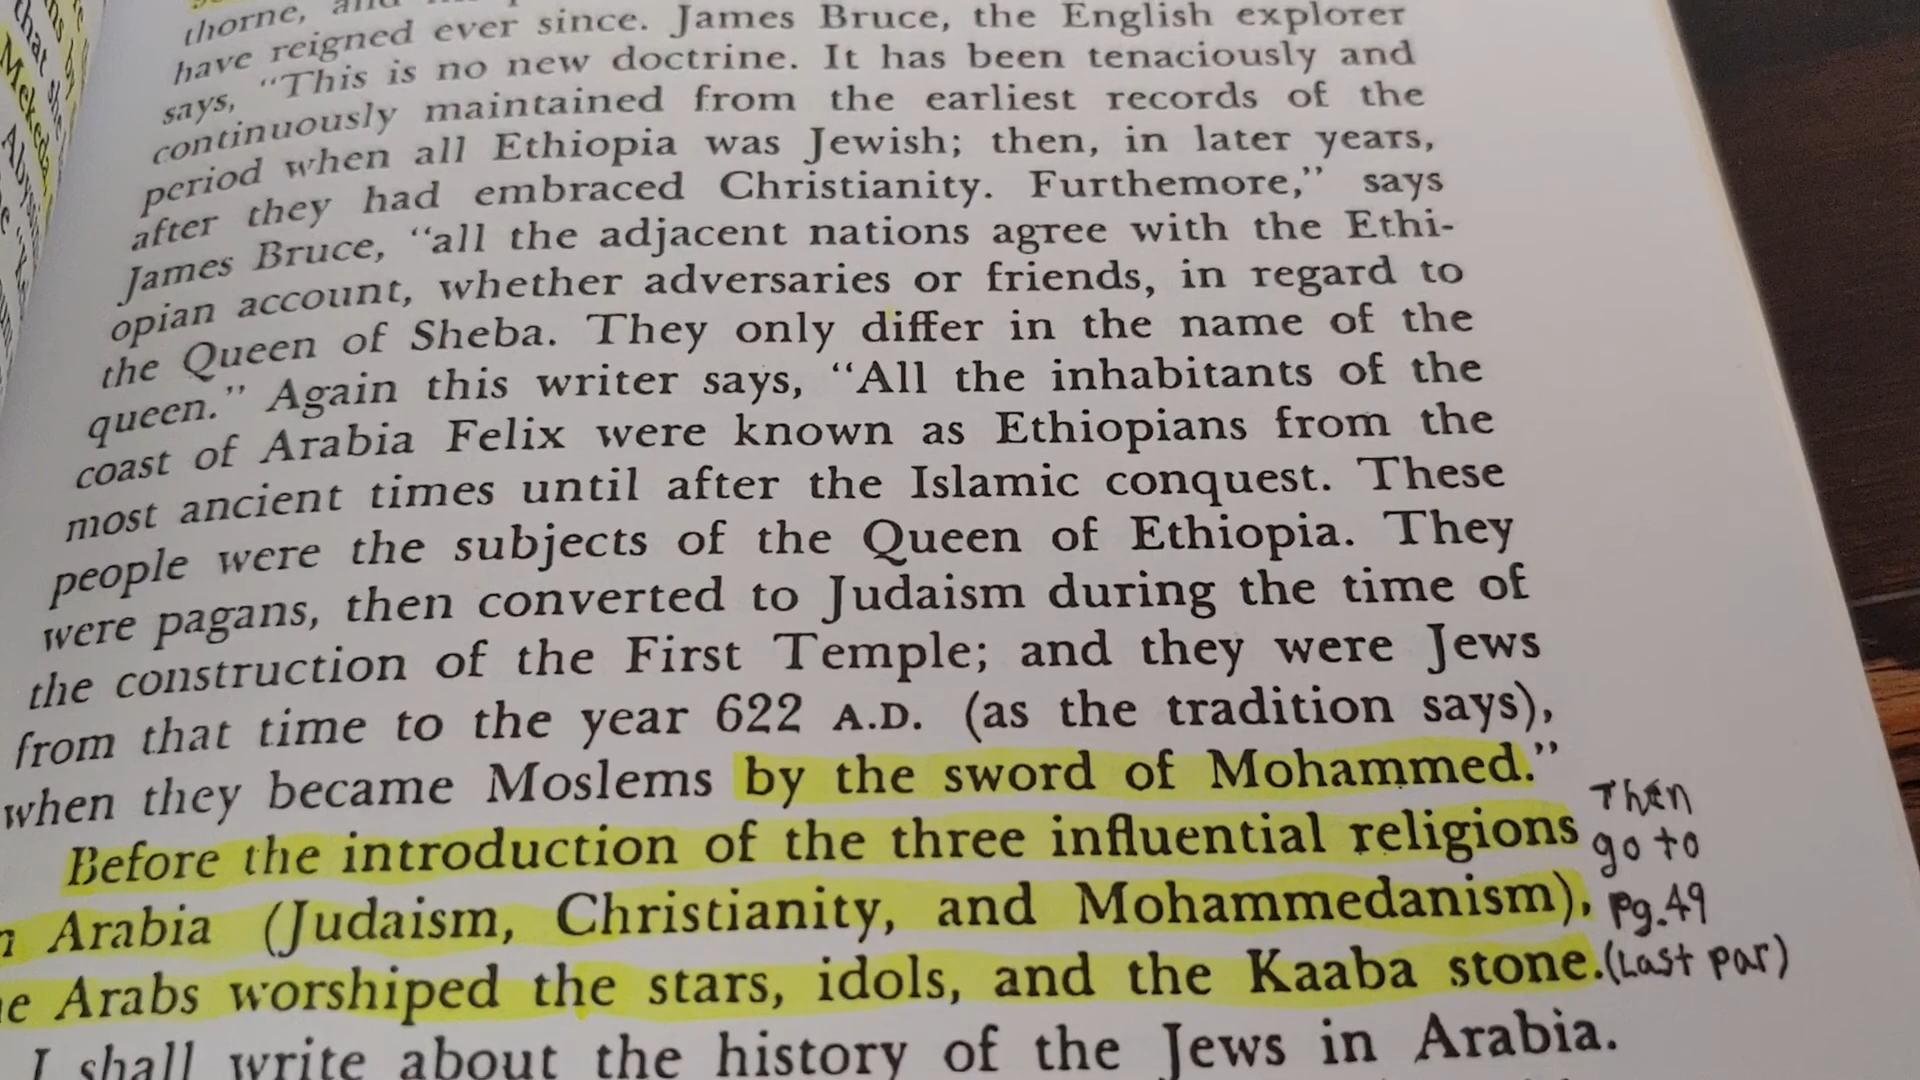 that the
Mekeda,
thorne, and
have reigned ever since. James Bruce, the English explorer
says, “This is no new doctrine. It has been tenaciously and
continuously maintained from the earliest records of the
period when all Ethiopia was Jewish; then, in later years,
after they had embraced Christianity. Furthemore,” says
James Bruce, “all the adjacent nations agree with the Ethi-
opian account, whether adversaries or friends, in regard to
the Queen of Sheba. They only differ in the name of the
queen.” Again this writer says, “All the inhabitants of the
coast of Arabia Felix were known as Ethiopians from the
most ancient times until after the Islamic conquest. These
people were the subjects of the Queen of Ethiopia. They
were pagans, then converted to Judaism during the time of
the construction of the First Temple; and they were Jews
from that time to the year 622 A.D. (as the tradition says),
when they became Moslems by the sword of Mohammed.”
Before the introduction of the three influential religions
Arabia (Judaism, Christianity, and Mohammedanism),
Arabs worshiped the stars, idols, and the Kaaba stone.
I shall write about the history of the Jews in Arabia.
Then
go to
Pg.49
(Last par)